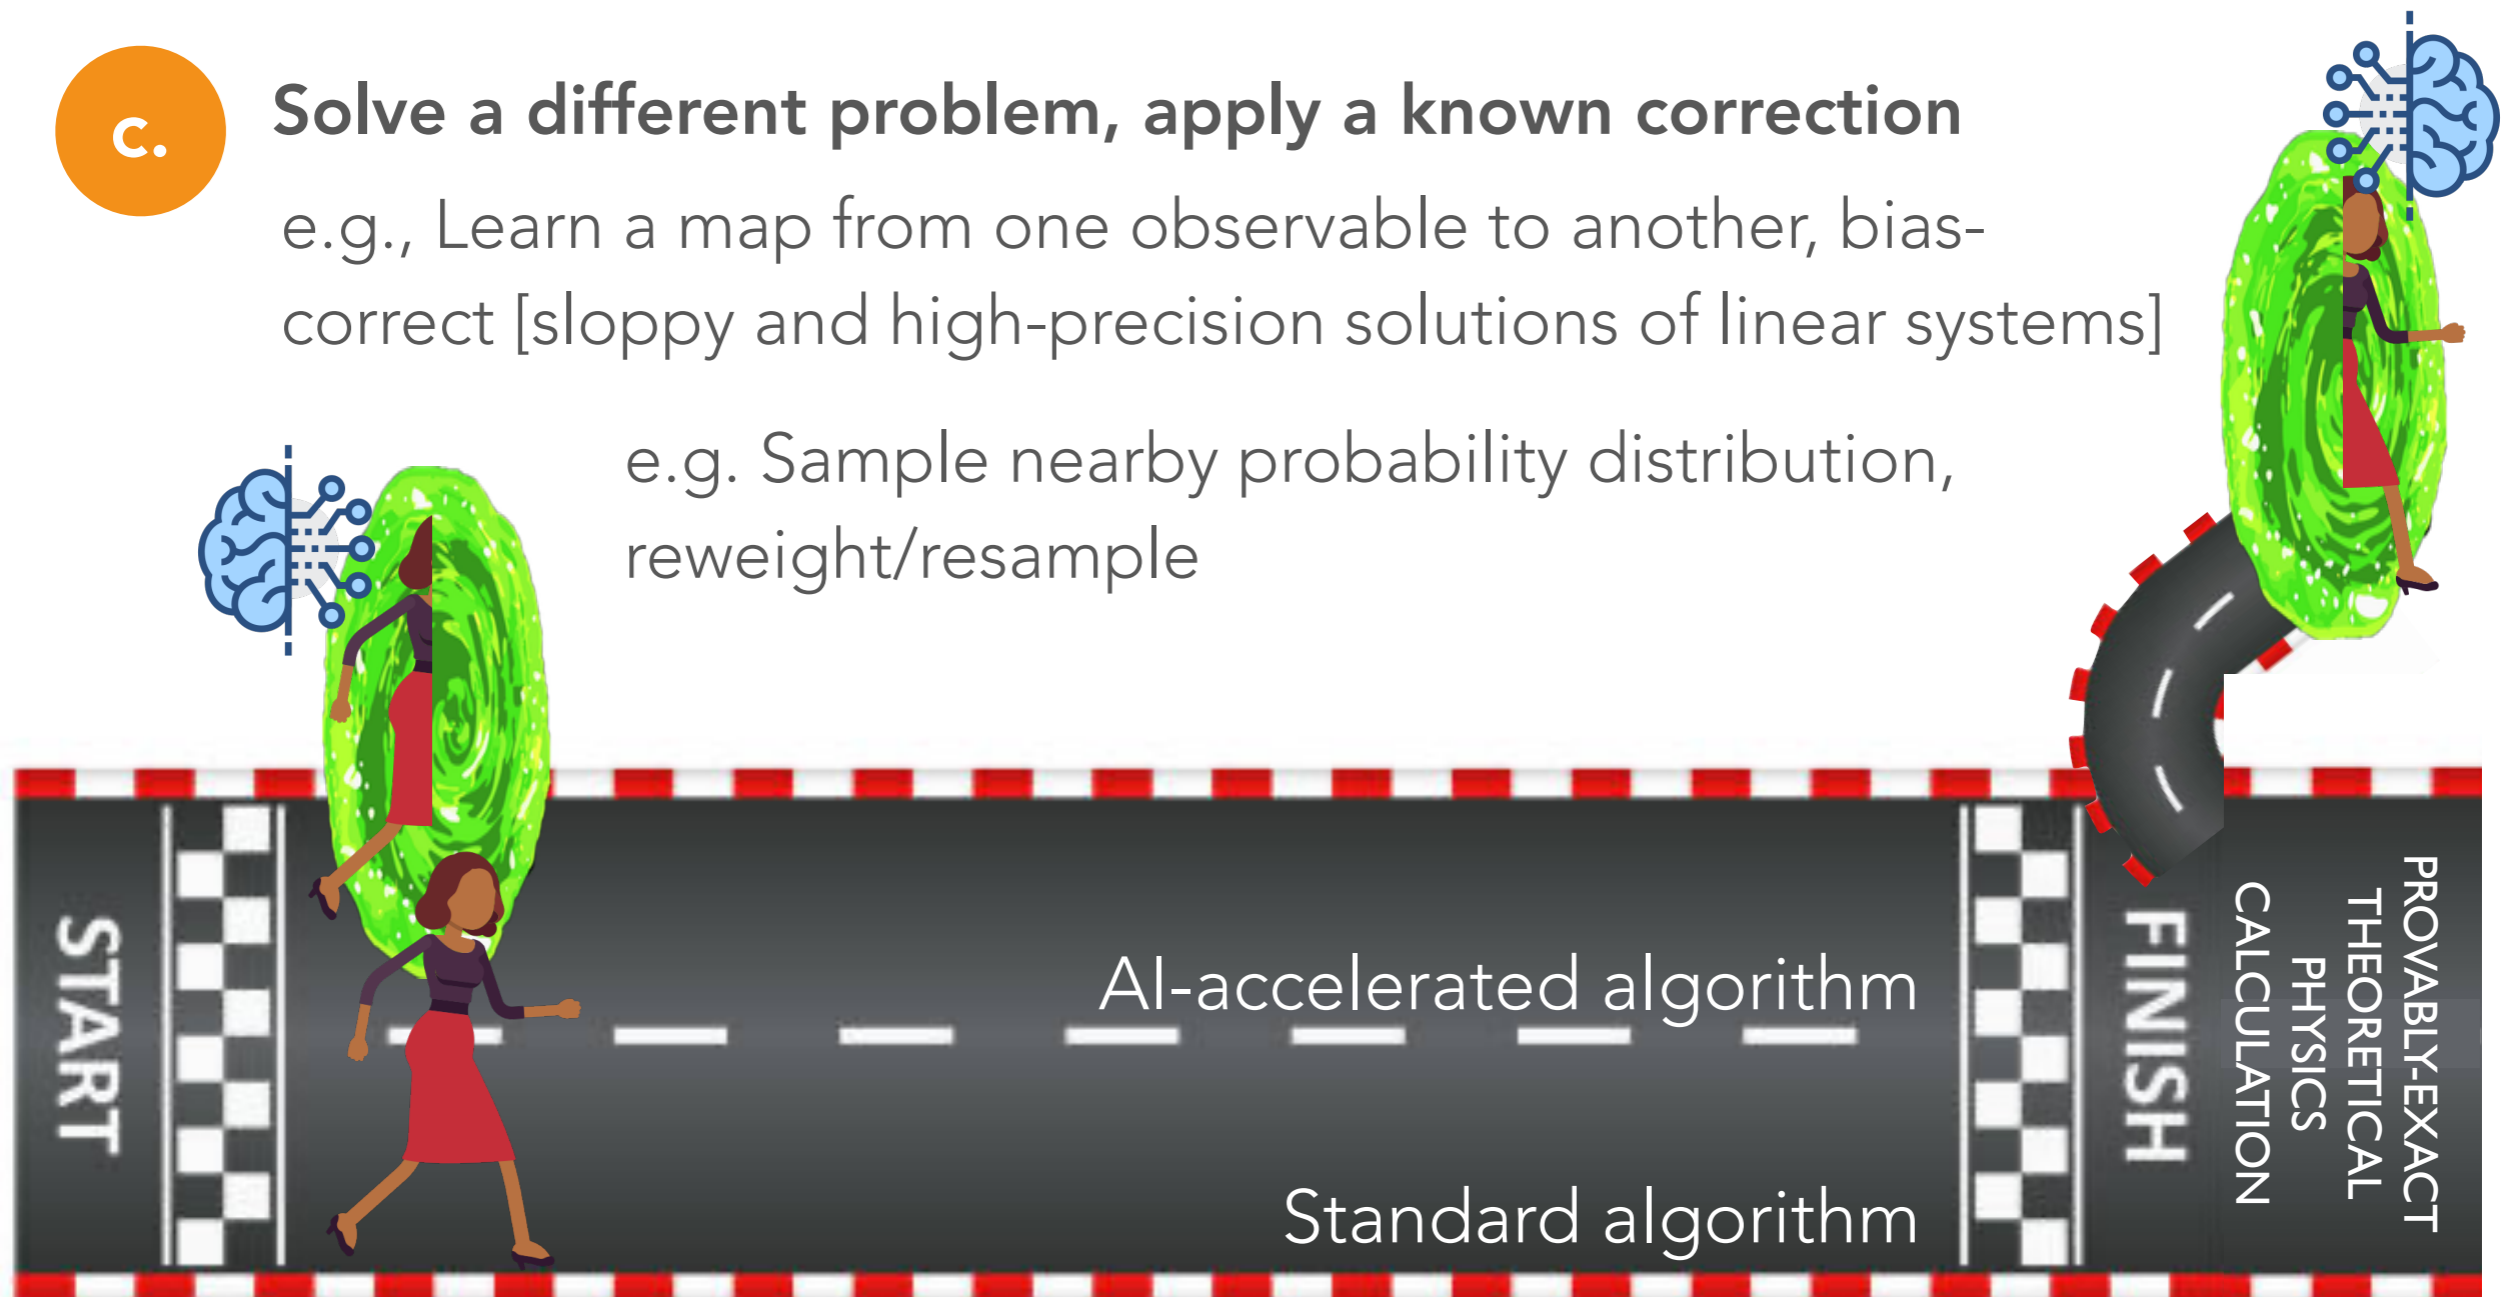 c.
Solve a different problem, apply a known correction
e.g., Learn a map from one observable to another, bias-
correct [sloppy and high-precision solutions of linear systems]
e.g. Sample nearby probability distribution,
reweight/resample
START
AI-accelerated algorithm
Standard algorithm
FINISH
PROVABLY-EXACT
THEORETICAL
PHYSICS
CALCULATION